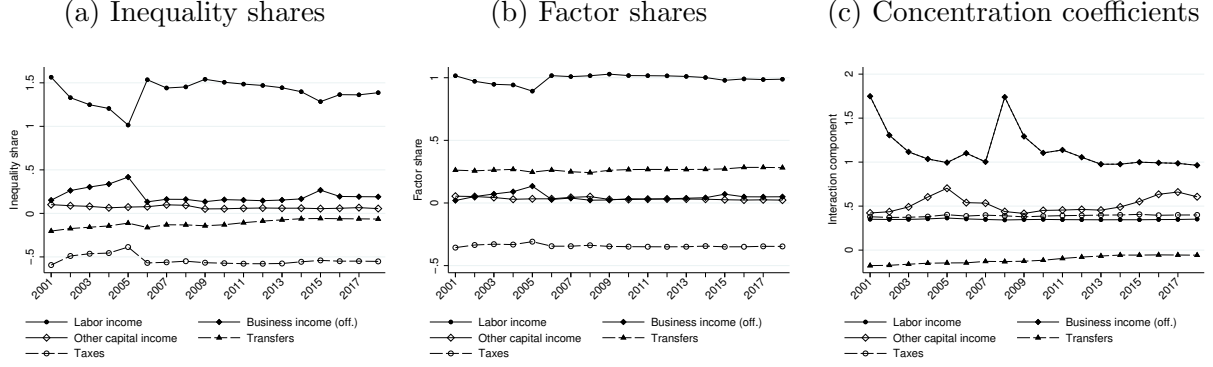 (a) Inequality shares
(b) Factor shares
(c) Concentration coefficients
Inequality share
1.5
1
.5
0
-.5
2001
2003
2005
2007
2009
2011
2013
2015
2017
Labor income
Business income (off.)
Other capital income
Transfers
Taxes
Factor share
1
.5
0
-.5
2001
2003
2005
2007
2009
2011
2013
2015
2017
Labor income
Business income (off.)
Other capital income
Transfers
Taxes
Interaction component
2
1.5
1
.5
0
2001
2003
2005
2007
2009
2011
2013
2015
2017
Labor income
Business income (off.)
Other capital income
Transfers
Taxes